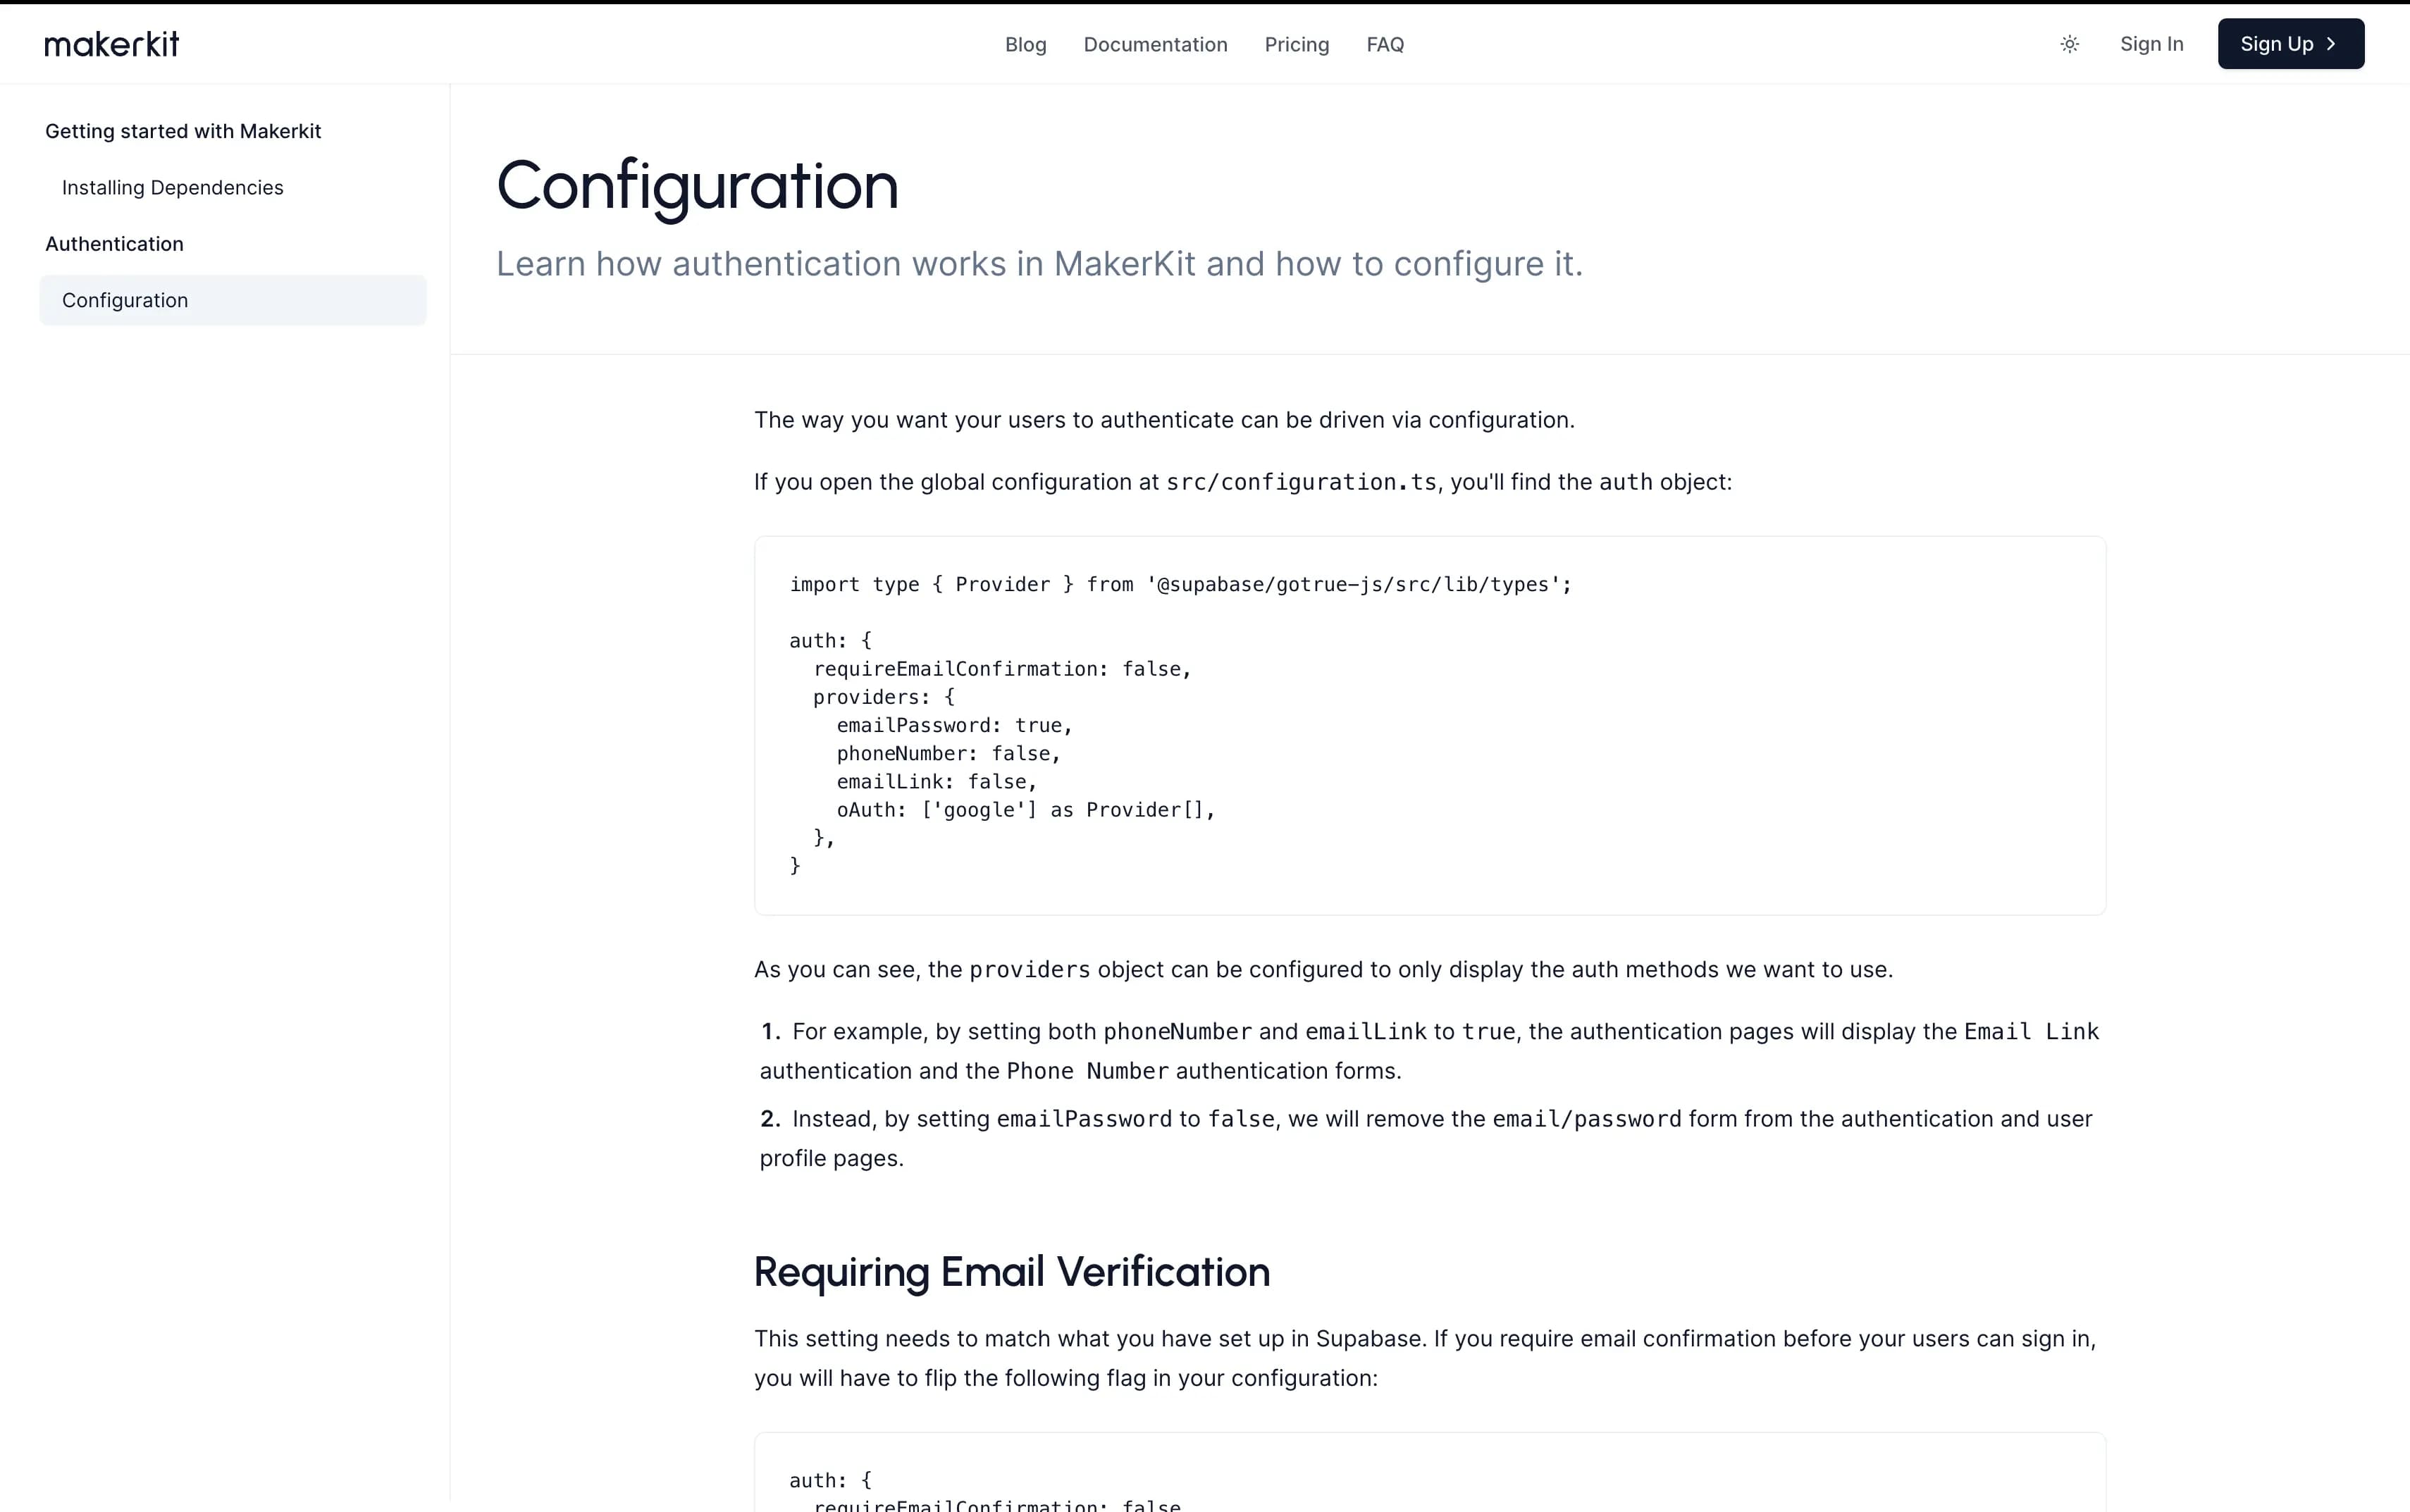 makerkit
Blog
Documentation
Pricing
FAQ
Sign In
Sign Up
Getting started with Makerkit
Installing Dependencies
Authentication
Configuration
Configuration
Learn how authentication works in MakerKit and how to configure it.
The way you want your users to authenticate can be driven via configuration.
If you open the global configuration at src/configuration.ts, you'll find the auth object:
import type { Provider } from '@supabase/gotrue-js/src/lib/types';
auth: {
  requireEmailConfirmation: false,
  providers: {
    emailPassword: true,
    phoneNumber: false,
    emailLink: false,
    oAuth: ['google'] as Provider[],
  },
}
As you can see, the providers object can be configured to only display the auth methods we want to use.
1. For example, by setting both phoneNumber and emailLink to true, the authentication pages will display the Email Link
authentication and the Phone Number authentication forms.
2. Instead, by setting emailPassword to false, we will remove the email/password form from the authentication and user
profile pages.
Requiring Email Verification
This setting needs to match what you have set up in Supabase. If you require email confirmation before your users can sign in,
you will have to flip the following flag in your configuration:
auth: {
  requireEmailConfirmation: false